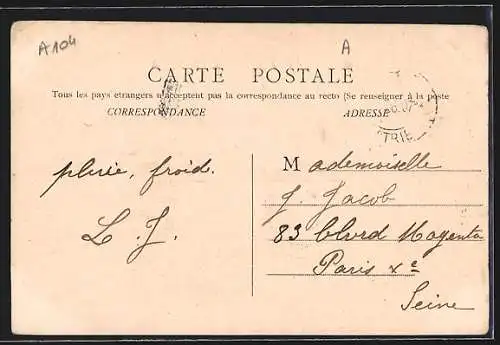 A104
A
CARTE POSTALE
Tous les pays etrangers n'acceptent pas la correspondance au recto (Se renseigner à la poste
CORRESPONDANCE
ADRESSE
TRIE
pluie, froid.
L. J.
Mademoiselle
J. Jacob
83 Blvrd Magenta
Paris Xe
Seine